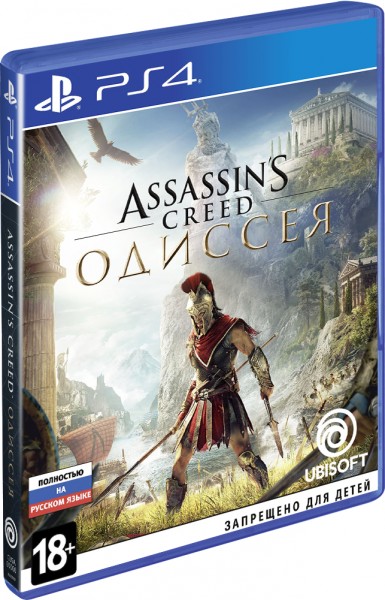 PS4
ASSASSIN'S
CREED
ОДИССЕЯ
UBISOFT
ПОЛНОСТЬЮ
НА
РУССКОМ ЯЗЫКЕ
18+
ЗАПРЕЩЕНО ДЛЯ ДЕТЕЙ
PS4
ASSASSIN'S CREED ОДИССЕЯ